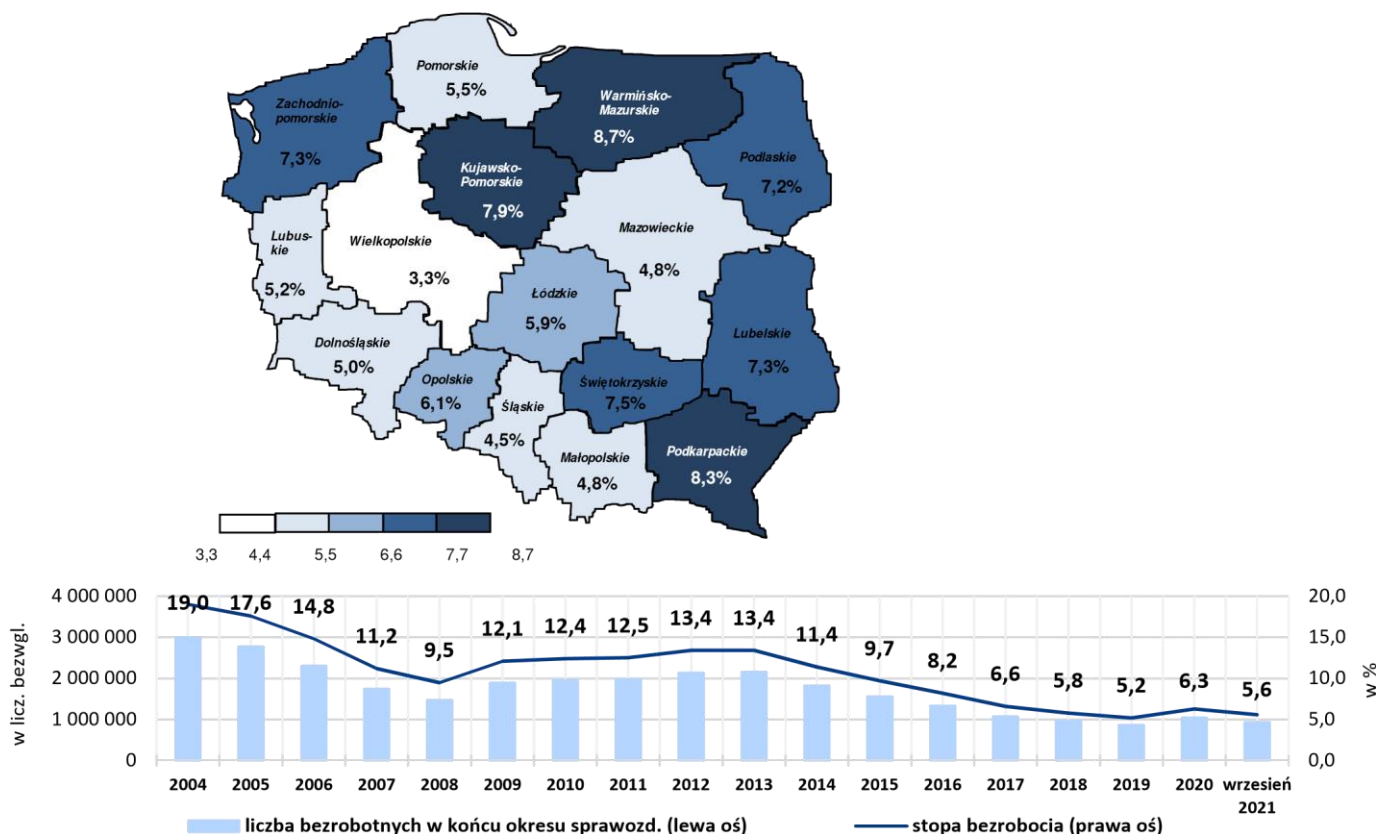 Pomorskie
5,5%
Warmińsko-
Mazurskie
8,7%
Zachodnio-
pomorskie
7,3%
Podlaskie
7,2%
Kujawsko-
Pomorskie
7,9%
Lubus-
kie
5,2%
Wielkopolskie
3,3%
Mazowieckie
4,8%
Łódzkie
5,9%
Lubelskie
7,3%
Dolnośląskie
5,0%
Opolskie
6,1%
Śląskie
4,5%
Świętokrzyskie
7,5%
Małopolskie
4,8%
Podkarpackie
8,3%
3,3 4,4 5,5 6,6 7,7 8,7
w licz. bezwgl.
4 000 000
3 000 000
2 000 000
1 000 000
0
19,0 17,6 14,8 11,2 9,5 12,1 12,4 12,5 13,4 13,4 11,4 9,7 8,2 6,6 5,8 5,2 6,3 5,6
20,0
15,0
10,0
5,0
0,0
w %
2004 2005 2006 2007 2008 2009 2010 2011 2012 2013 2014 2015 2016 2017 2018 2019 2020 wrzesień
2021
liczba bezrobotnych w końcu okresu sprawozd. (lewa oś) stopa bezrobocia (prawa oś)